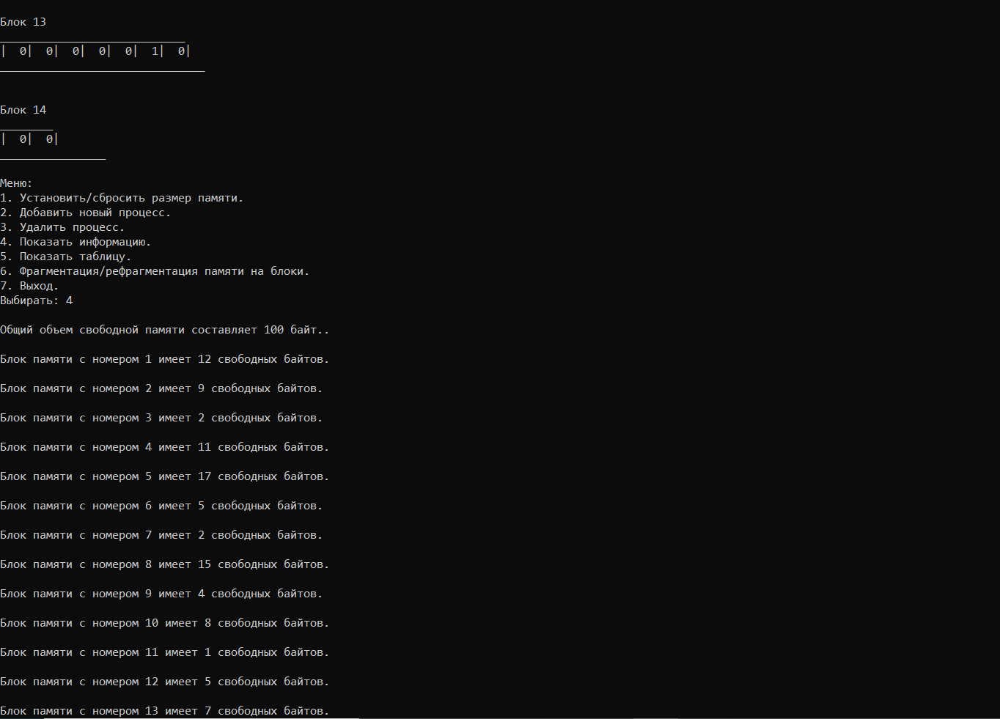 Блок 13
____________________________
|  0|  0|  0|  0|  0|  1|  0|
_______________________________
Блок 14
________
|  0|  0|
________________
Меню:
1. Установить/сбросить размер памяти.
2. Добавить новый процесс.
3. Удалить процесс.
4. Показать информацию.
5. Показать таблицу.
6. Фрагментация/рефрагментация памяти на блоки.
7. Выход.
Выбирать: 4
Общий объем свободной памяти составляет 100 байт..
Блок памяти с номером 1 имеет 12 свободных байтов.
Блок памяти с номером 2 имеет 9 свободных байтов.
Блок памяти с номером 3 имеет 2 свободных байтов.
Блок памяти с номером 4 имеет 11 свободных байтов.
Блок памяти с номером 5 имеет 17 свободных байтов.
Блок памяти с номером 6 имеет 5 свободных байтов.
Блок памяти с номером 7 имеет 2 свободных байтов.
Блок памяти с номером 8 имеет 15 свободных байтов.
Блок памяти с номером 9 имеет 4 свободных байтов.
Блок памяти с номером 10 имеет 8 свободных байтов.
Блок памяти с номером 11 имеет 1 свободных байтов.
Блок памяти с номером 12 имеет 5 свободных байтов.
Блок памяти с номером 13 имеет 7 свободных байтов.